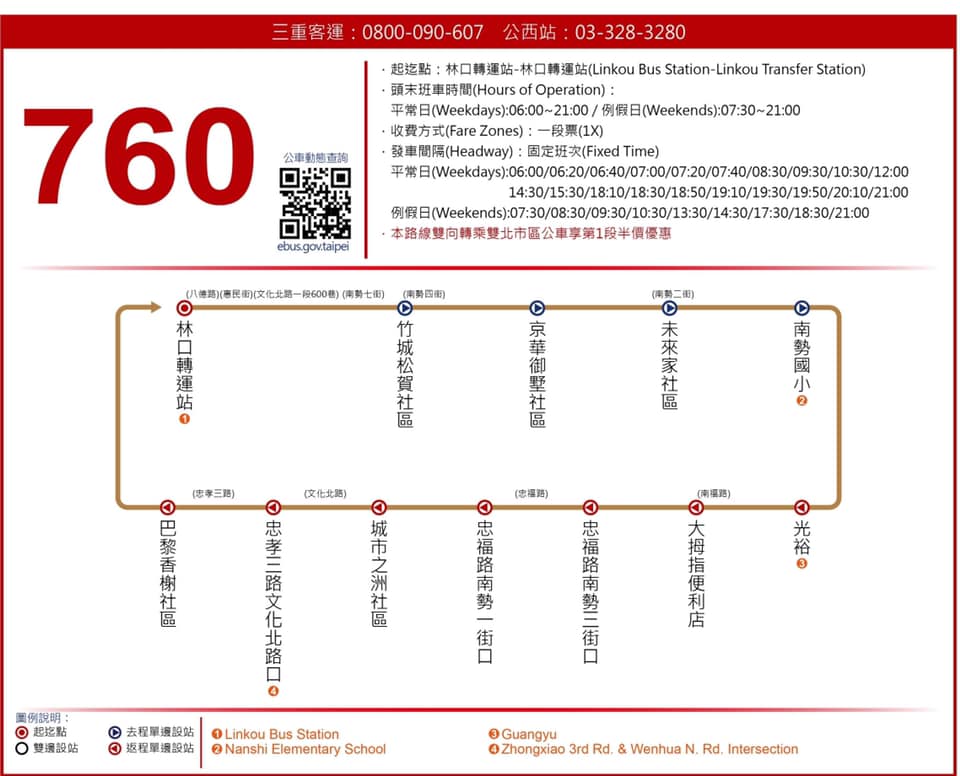 三重客運：0800-090-607 公西站：03-328-3280
760
公車動態查詢
ebus.gov.taipei
· 起迄點：林口轉運站-林口轉運站(Linkou Bus Station-Linkou Transfer Station)
· 頭末班車時間(Hours of Operation)：
平常日(Weekdays):06:00~21:00 / 例假日(Weekends):07:30~21:00
· 收費方式(Fare Zones)：一段票(1X)
· 發車間隔(Headway)：固定班次(Fixed Time)
平常日(Weekdays):06:00/06:20/06:40/07:00/07:20/07:40/08:30/09:30/10:30/12:00
14:30/15:30/18:10/18:30/18:50/19:10/19:30/19:50/20:10/21:00
例假日(Weekends):07:30/08:30/09:30/10:30/13:30/14:30/17:30/18:30/21:00
· 本路線雙向轉乘雙北市區公車享第1段半價優惠
(八德路)(惠民街)(文化北路一段600巷) (南勢七街) (南勢四街) (南勢二街)
林口轉運站1
竹城松賀社區
京華御墅社區
未來家社區
南勢國小2
(忠孝三路) (文化北路) (忠福路) (南福路)
巴黎香榭社區
忠孝三路文化北路口4
城市之洲社區
忠福路南勢一街口
忠福路南勢三街口
大拇指便利店
光裕3
圖例說明：
起迄點
去程單邊設站
雙邊設站
返程單邊設站
1Linkou Bus Station
2Nanshi Elementary School
3Guangyu
4Zhongxiao 3rd Rd. & Wenhua N. Rd. Intersection